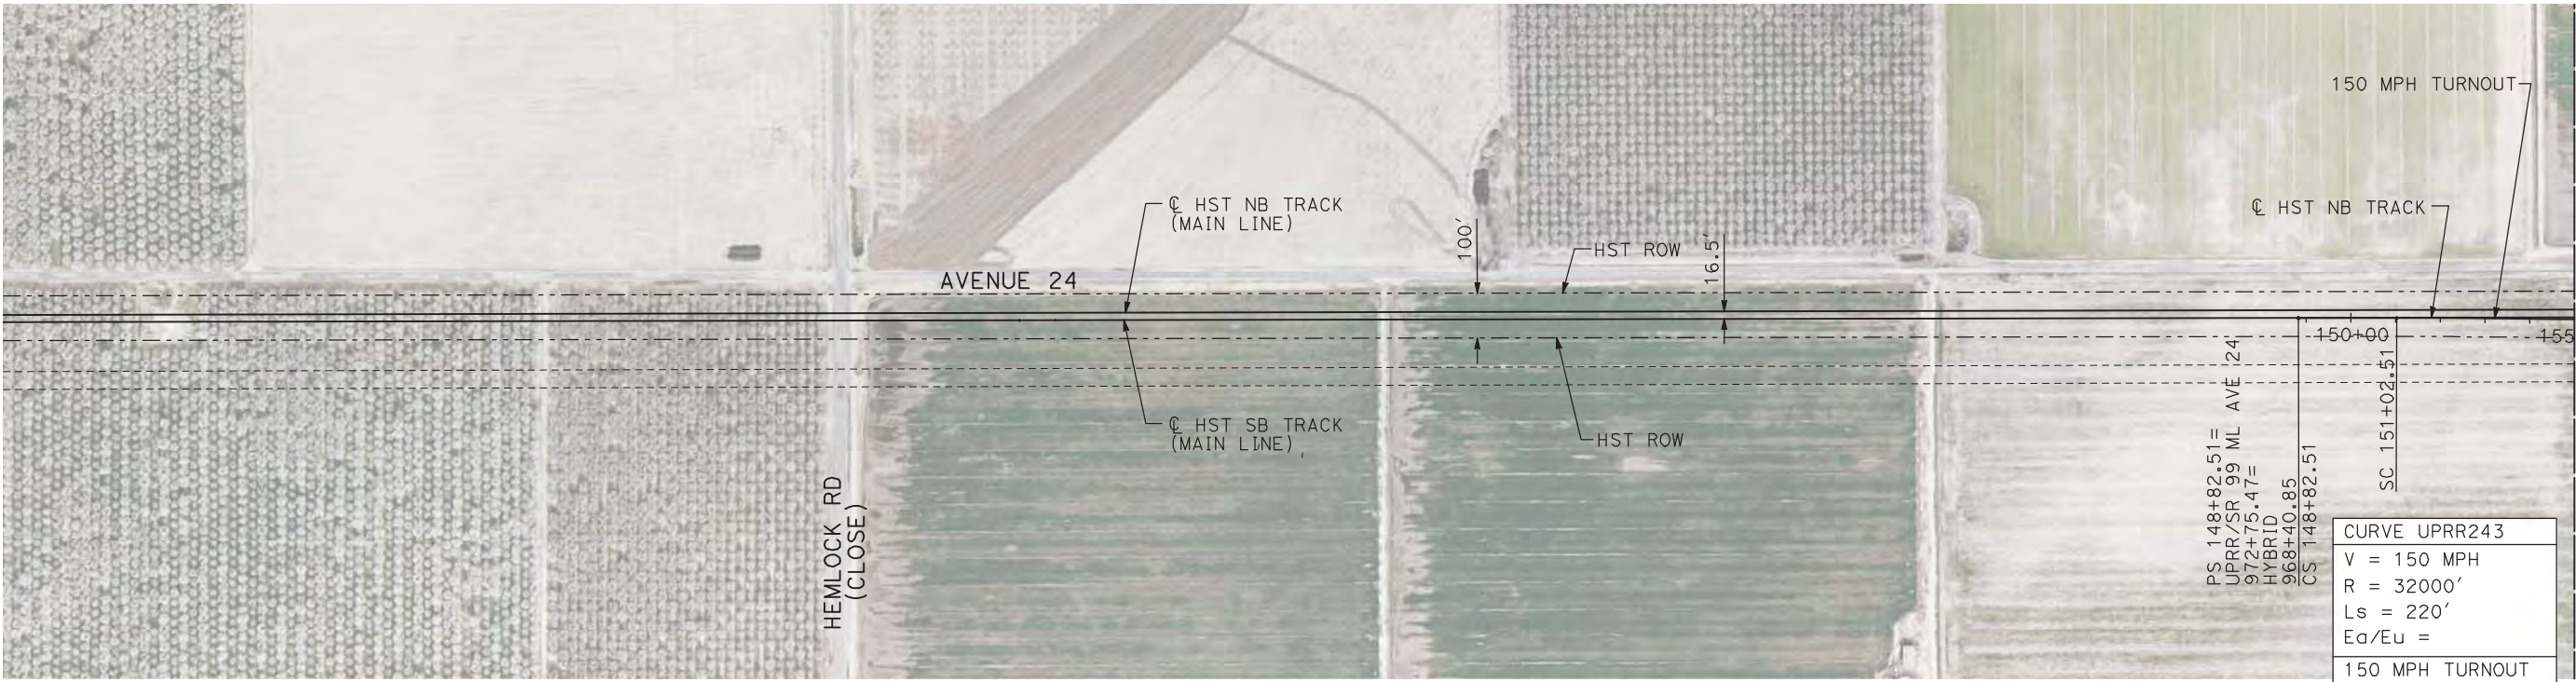 150 MPH TURNOUT
℄ HST NB TRACK
(MAIN LINE)
℄ HST NB TRACK
100'
HST ROW
16.5'
AVENUE 24
150+00
155
℄ HST SB TRACK
(MAIN LINE)
HST ROW
HEMLOCK RD
(CLOSE)
PS 148+82.51=
UPRR/SR 99 ML AVE 24
972+75.47=
HYBRID
968+40.85
CS 148+82.51
SC 151+02.51
CURVE UPRR243
V = 150 MPH
R = 32000'
Ls = 220'
Ea/Eu =
150 MPH TURNOUT